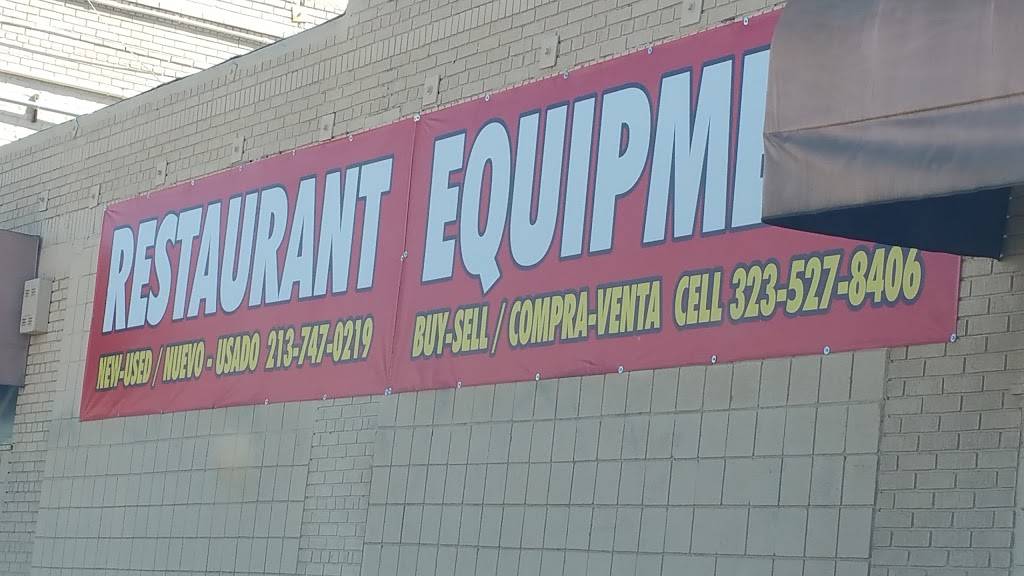 RESTAURANT EQUIPME
NEW-USED / NUEVO - USADO 213-747-0219
BUY-SELL / COMPRA-VENTA CELL 323-527-8406